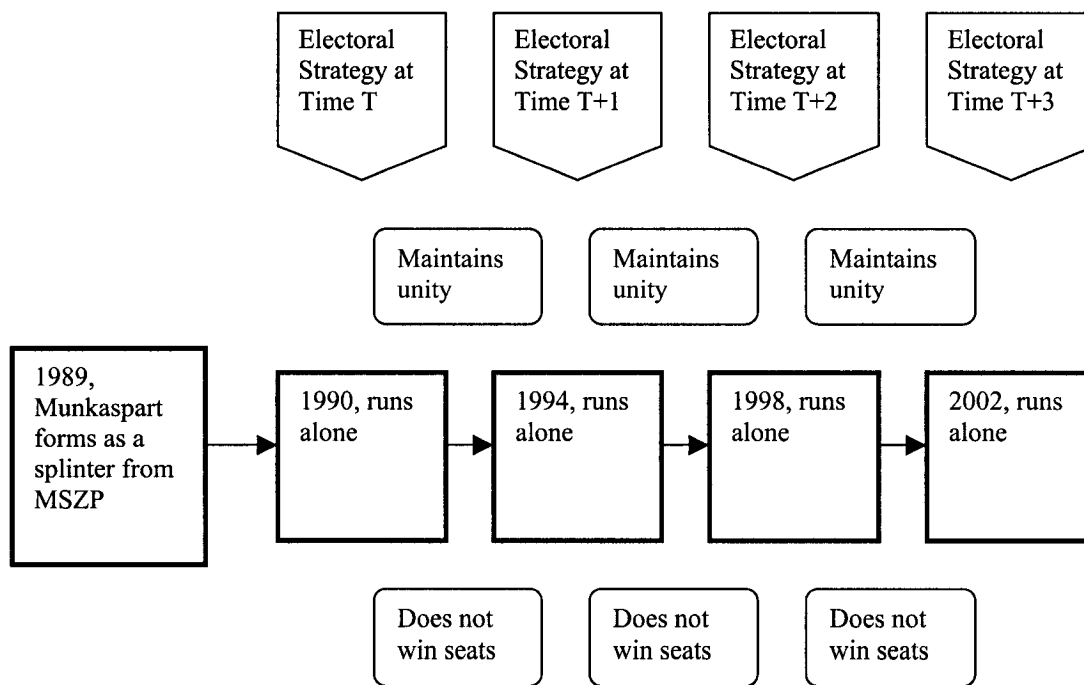 Electoral
Strategy at
Time T
Electoral
Strategy at
Time T+1
Electoral
Strategy at
Time T+2
Electoral
Strategy at
Time T+3
Maintains
unity
Maintains
unity
Maintains
unity
1989,
Munkaspart
forms as a
splinter from
MSZP
1990, runs
alone
1994, runs
alone
1998, runs
alone
2002, runs
alone
Does not
win seats
Does not
win seats
Does not
win seats